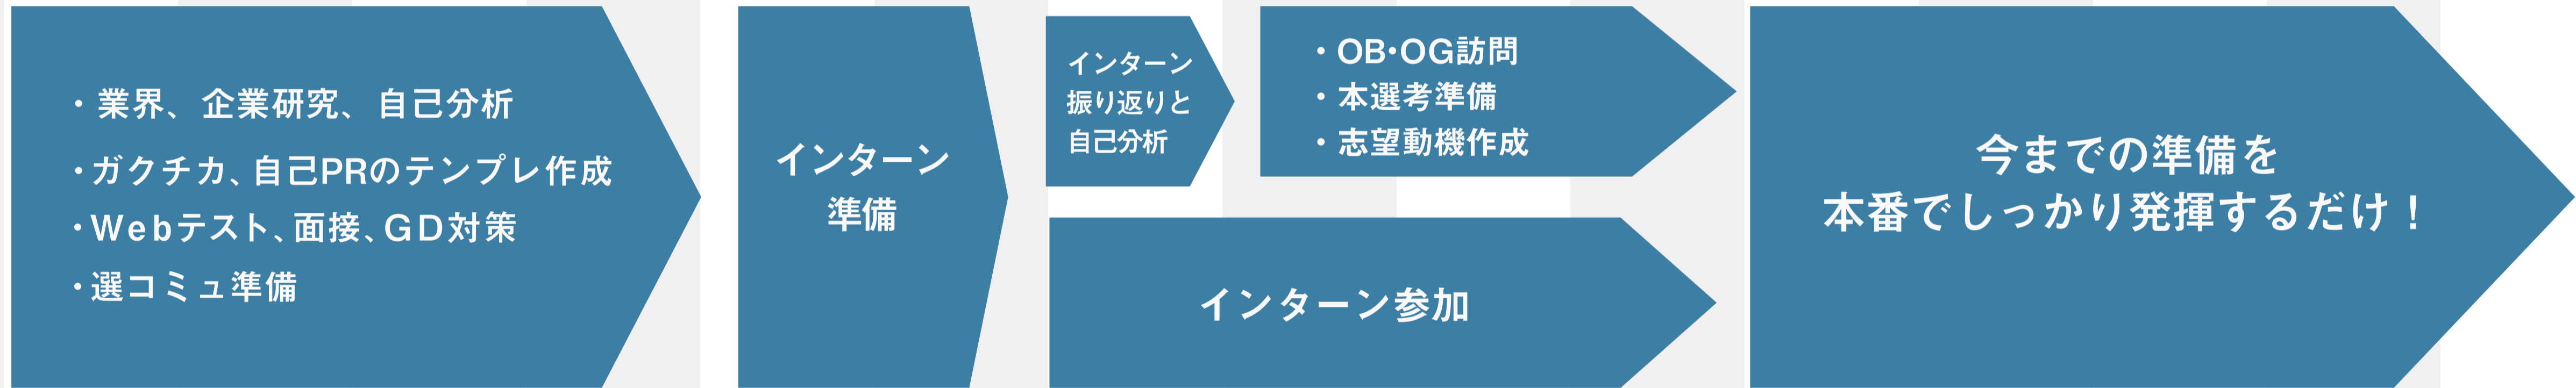 ・業界、企業研究、自己分析
・ガクチカ、自己PRのテンプレ作成
・Webテスト、面接、GD対策
・選コミュ準備
インターン
準備
インターン
振り返りと
自己分析
・OB・OG訪問
・本選考準備
・志望動機作成
インターン参加
今までの準備を
本番でしっかり発揮するだけ！